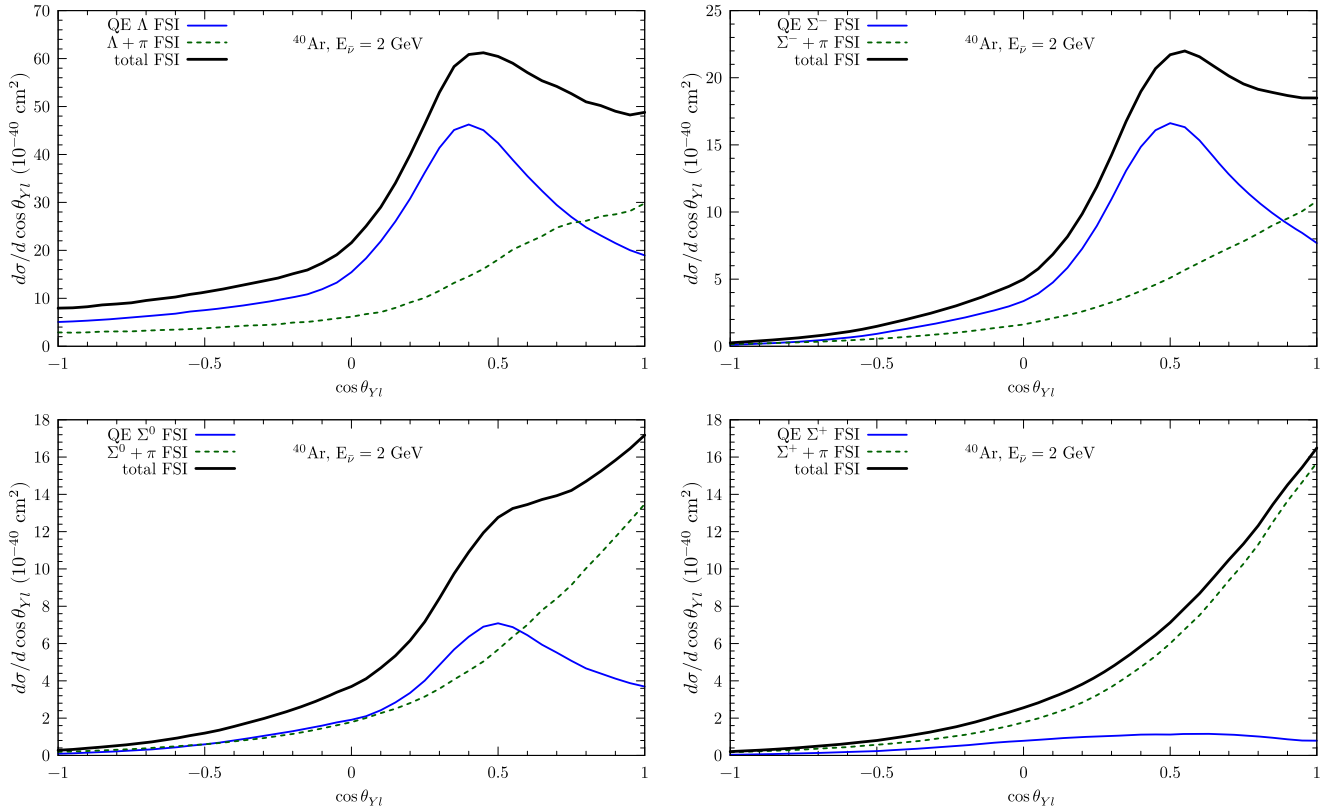 QE Λ FSI
Λ + π FSI
total FSI
⁴⁰Ar, E_ν̄ = 2 GeV
dσ/d cos θ_Yl (10⁻⁴⁰ cm²)
70
60
50
40
30
20
10
0
−1
−0.5
0
0.5
1
cos θ_Yl
QE Σ⁻ FSI
Σ⁻ + π FSI
total FSI
⁴⁰Ar, E_ν̄ = 2 GeV
dσ/d cos θ_Yl (10⁻⁴⁰ cm²)
25
20
15
10
5
0
−1
−0.5
0
0.5
1
cos θ_Yl
QE Σ⁰ FSI
Σ⁰ + π FSI
total FSI
⁴⁰Ar, E_ν̄ = 2 GeV
dσ/d cos θ_Yl (10⁻⁴⁰ cm²)
18
16
14
12
10
8
6
4
2
0
−1
−0.5
0
0.5
1
cos θ_Yl
QE Σ⁺ FSI
Σ⁺ + π FSI
total FSI
⁴⁰Ar, E_ν̄ = 2 GeV
dσ/d cos θ_Yl (10⁻⁴⁰ cm²)
18
16
14
12
10
8
6
4
2
0
−1
−0.5
0
0.5
1
cos θ_Yl